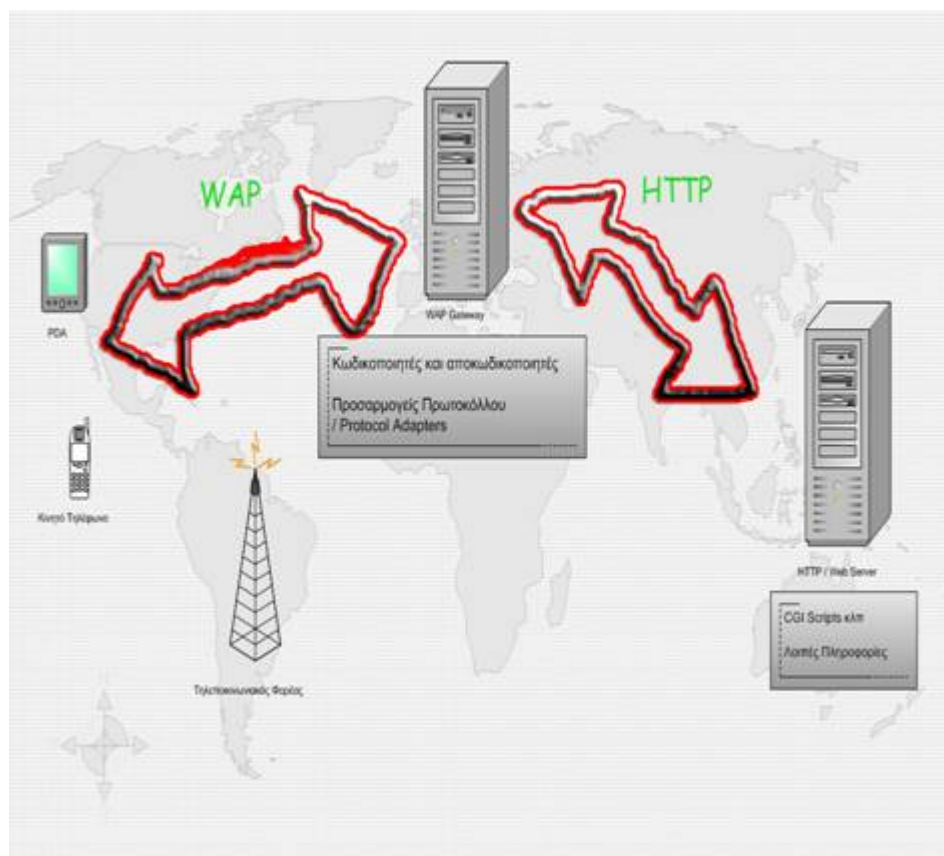 WAP
HTTP
PDA
WAP Gateway
Κωδικοποιητές και αποκωδικοποιητές
Προσαρμογείς Πρωτοκόλλου
/ Protocol Adapters
Κινητό Τηλέφωνο
HTTP / Web Server
CGI Scripts κλπ
Λοιπές Πληροφορίες
Τηλεποικινωνιακός Φορέας